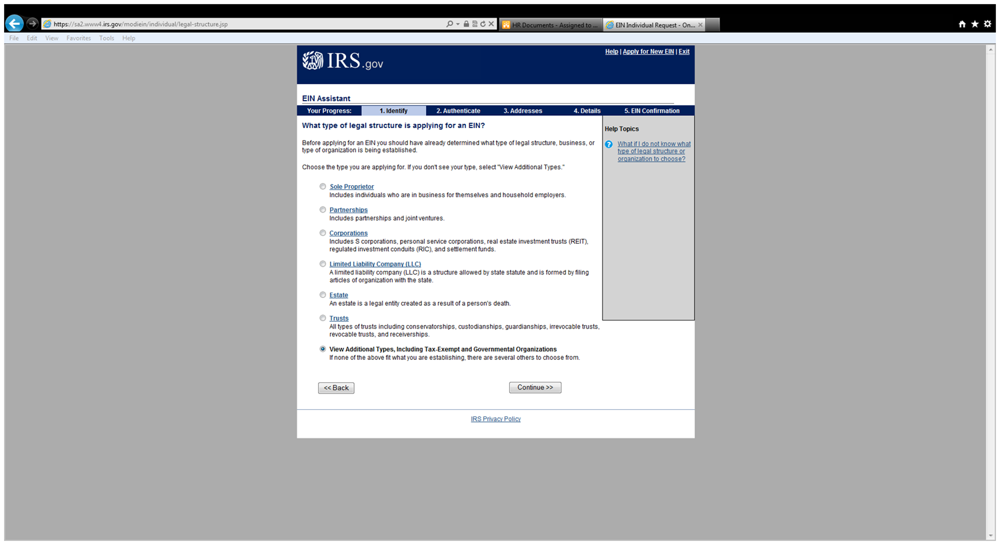 https://sa2.www4.irs.gov/modiein/individual/legal-structure.jsp
HR Documents - Assigned to ...
EIN Individual Request - On...
File Edit View Favorites Tools Help
IRS.gov
Help | Apply for New EIN | Exit
EIN Assistant
Your Progress: 1. Identify 2. Authenticate 3. Addresses 4. Details 5. EIN Confirmation
What type of legal structure is applying for an EIN?
Before applying for an EIN you should have already determined what type of legal structure, business, or
type of organization is being established.
Choose the type you are applying for. If you don't see your type, select "View Additional Types."
Sole Proprietor
Includes individuals who are in business for themselves and household employers.
Partnerships
Includes partnerships and joint ventures.
Corporations
Includes S corporations, personal service corporations, real estate investment trusts (REIT),
regulated investment conduits (RIC), and settlement funds.
Limited Liability Company (LLC)
A limited liability company (LLC) is a structure allowed by state statute and is formed by filing
articles of organization with the state.
Estate
An estate is a legal entity created as a result of a person's death.
Trusts
All types of trusts including conservatorships, custodianships, guardianships, irrevocable trusts,
revocable trusts, and receiverships.
View Additional Types, Including Tax-Exempt and Governmental Organizations
If none of the above fit what you are establishing, there are several others to choose from.
<< Back
Continue >>
Help Topics
What if I do not know what
type of legal structure or
organization to choose?
IRS Privacy Policy